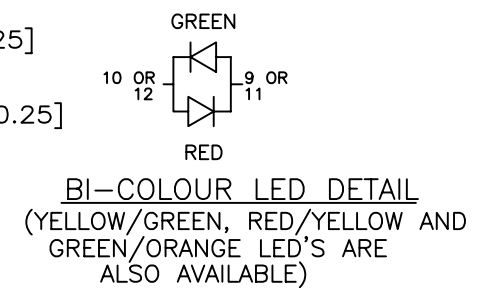 25]
0.25]
GREEN
10 OR
12
9 OR
11
RED
BI-COLOUR LED DETAIL
(YELLOW/GREEN, RED/YELLOW AND
GREEN/ORANGE LED'S ARE
ALSO AVAILABLE)